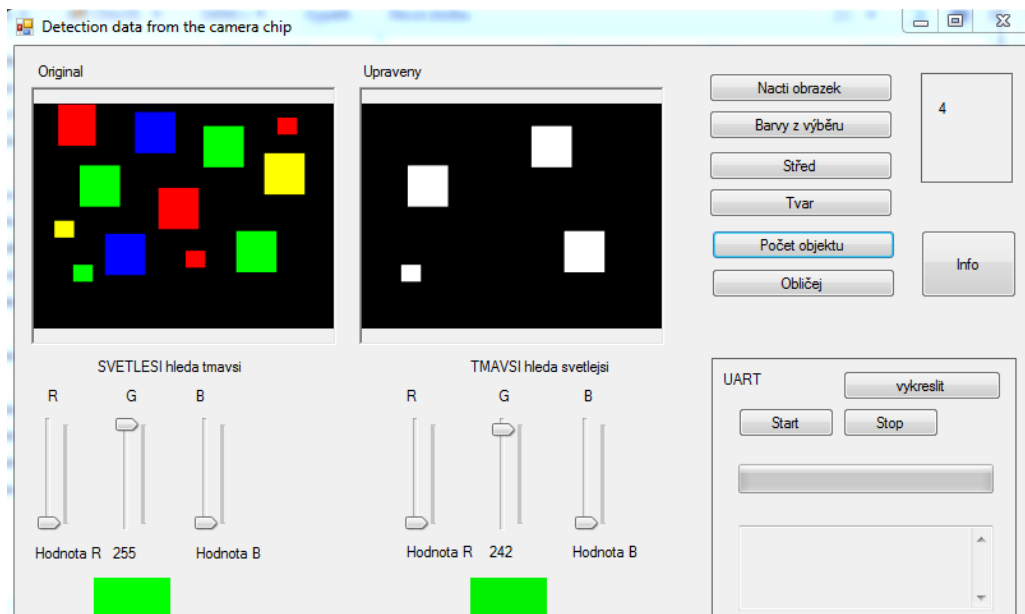 Detection data from the camera chip
Original
Upraveny
Nacti obrazek
4
Barvy z výběru
Střed
Tvar
Počet objektu
Info
Obličej
SVETLESI hleda tmavsi
TMAVSI hleda svetlejsi
R G B
R G B
UART
vykreslit
Start Stop
Hodnota R 255 Hodnota B
Hodnota R 242 Hodnota B